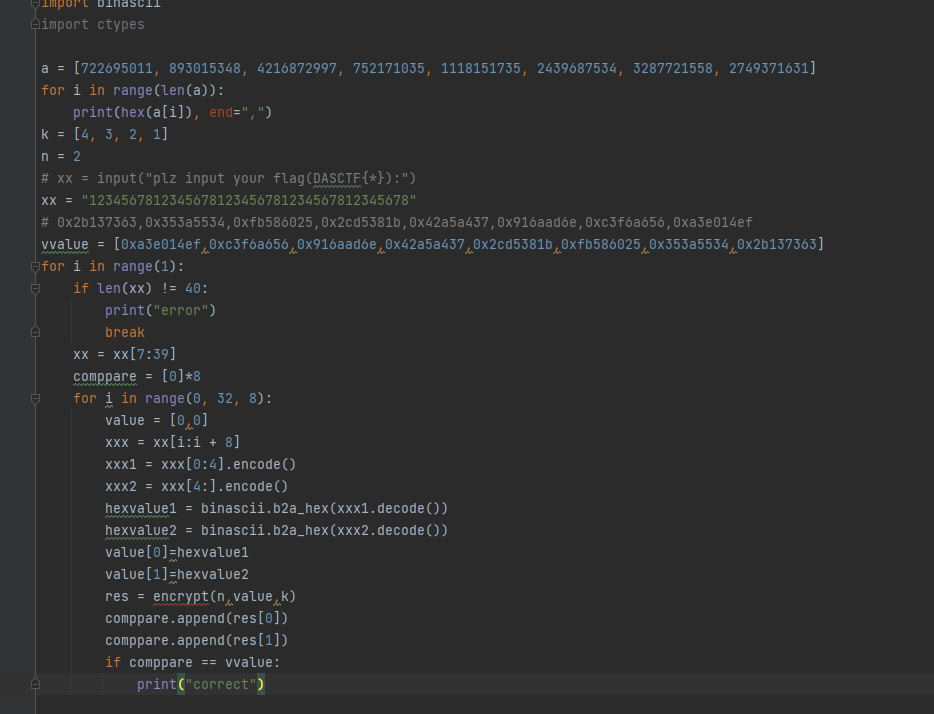 import binascii
import ctypes
a = [722695011, 893015348, 4216872997, 752171035, 1118151735, 2439687534, 3287721558, 2749371631]
for i in range(len(a)):
    print(hex(a[i]), end=",")
k = [4, 3, 2, 1]
n = 2
# xx = input("plz input your flag(DASCTF{*}):")
xx = "1234567812345678123456781234567812345678"
# 0x2b137363,0x353a5534,0xfb586025,0x2cd5381b,0x42a5a437,0x916aad6e,0xc3f6a656,0xa3e014ef
vvalue = [0xa3e014ef,0xc3f6a656,0x916aad6e,0x42a5a437,0x2cd5381b,0xfb586025,0x353a5534,0x2b137363]
for i in range(1):
    if len(xx) != 40:
        print("error")
        break
    xx = xx[7:39]
    comppare = [0]*8
    for i in range(0, 32, 8):
        value = [0,0]
        xxx = xx[i:i + 8]
        xxx1 = xxx[0:4].encode()
        xxx2 = xxx[4:].encode()
        hexvalue1 = binascii.b2a_hex(xxx1.decode())
        hexvalue2 = binascii.b2a_hex(xxx2.decode())
        value[0]=hexvalue1
        value[1]=hexvalue2
        res = encrypt(n,value,k)
        comppare.append(res[0])
        comppare.append(res[1])
        if comppare == vvalue:
            print("correct")